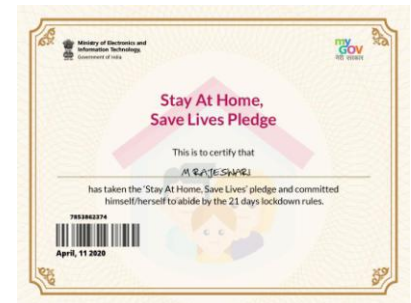 Ministry of Electronics and
Information Technology,
Government of India
my
GOV
मेरी सरकार
Stay At Home,
Save Lives Pledge
This is to certify that
M RAJESHWARI
has taken the 'Stay At Home, Save Lives' pledge and committed
himself/herself to abide by the 21 days lockdown rules.
7853862374
April, 11 2020